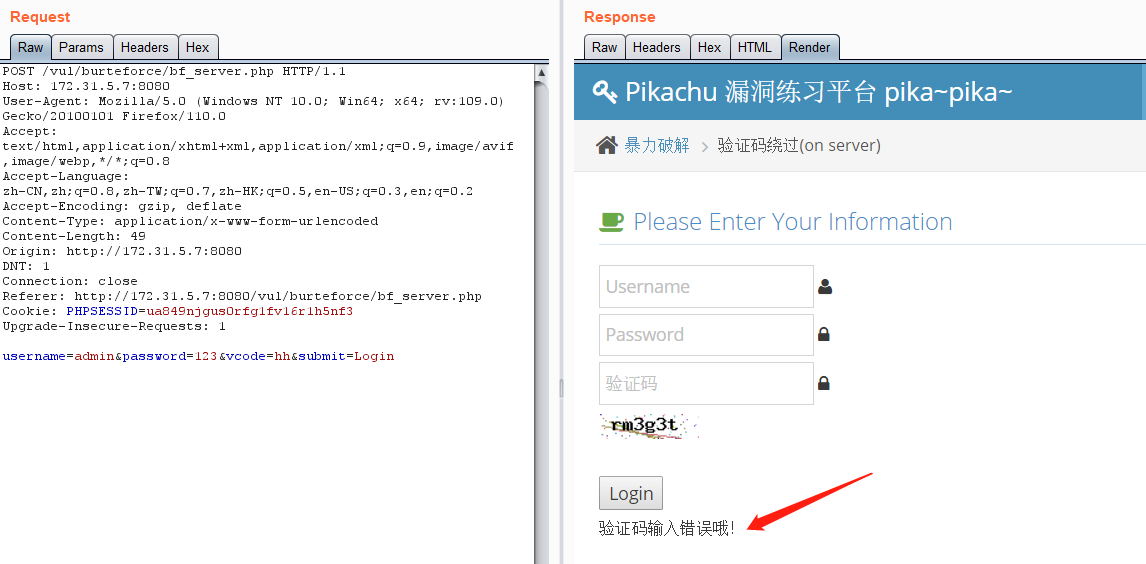 Request
Raw Params Headers Hex
POST /vul/burteforce/bf_server.php HTTP/1.1
Host: 172.31.5.7:8080
User-Agent: Mozilla/5.0 (Windows NT 10.0; Win64; x64; rv:109.0)
Gecko/20100101 Firefox/110.0
Accept:
text/html,application/xhtml+xml,application/xml;q=0.9,image/avif
,image/webp,*/*;q=0.8
Accept-Language:
zh-CN,zh;q=0.8,zh-TW;q=0.7,zh-HK;q=0.5,en-US;q=0.3,en;q=0.2
Accept-Encoding: gzip, deflate
Content-Type: application/x-www-form-urlencoded
Content-Length: 49
Origin: http://172.31.5.7:8080
DNT: 1
Connection: close
Referer: http://172.31.5.7:8080/vul/burteforce/bf_server.php
Cookie: PHPSESSID=ua849njgus0rfg1fv16r1h5nf3
Upgrade-Insecure-Requests: 1
username=admin&password=123&vcode=hh&submit=Login
Response
Raw Headers Hex HTML Render
Pikachu 漏洞练习平台 pika~pika~
暴力破解 > 验证码绕过(on server)
Please Enter Your Information
Username
Password
验证码
rm3g3t
Login
验证码输入错误哦!